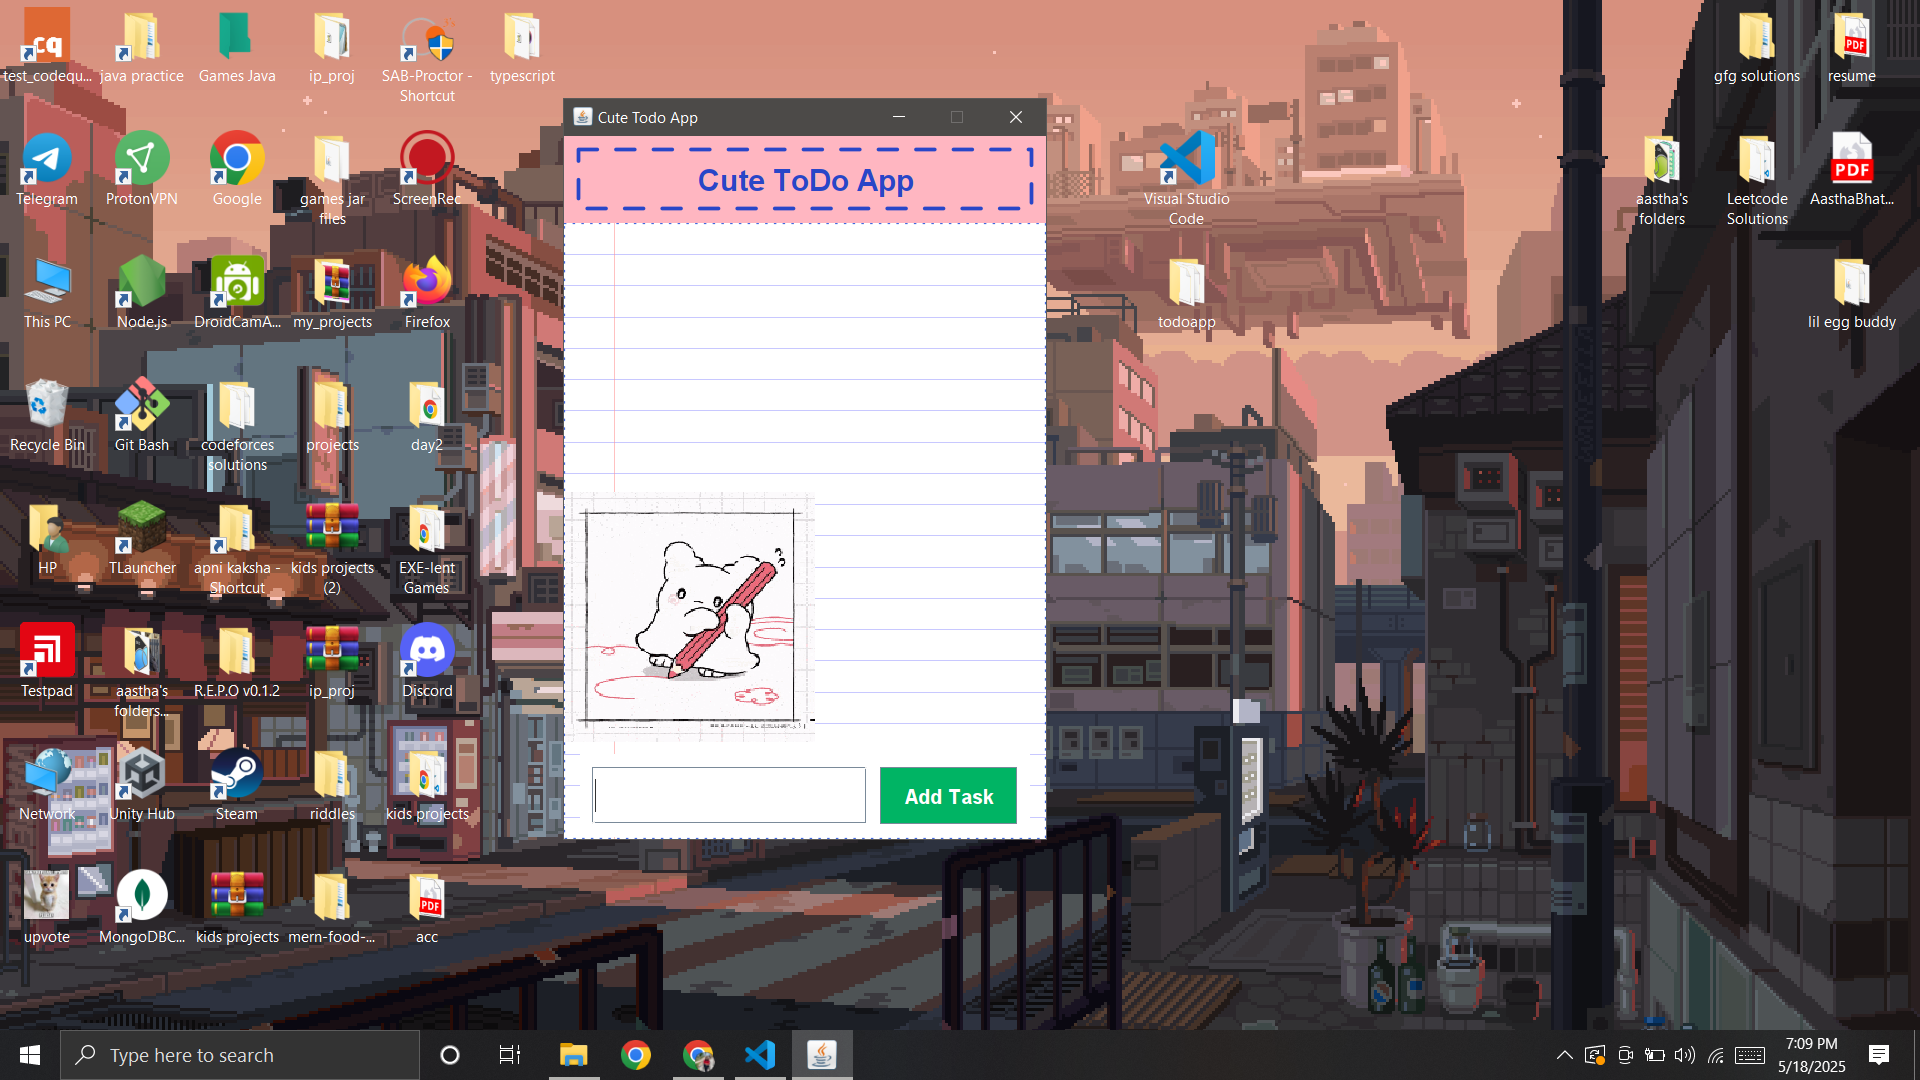 test_codequ...
java practice
Games Java
ip_proj
SAB-Proctor -
Shortcut
typescript
gfg solutions
resume
PDF
Cute Todo App
Cute ToDo App
Telegram
ProtonVPN
Google
games jar
files
ScreenRec
Visual Studio
Code
aastha's
folders
Leetcode
Solutions
PDF
AasthaBhat...
This PC
Node.js
DroidCamA...
my_projects
Firefox
todoapp
lil egg buddy
Recycle Bin
Git Bash
codeforces
solutions
projects
day2
HP
TLauncher
apni kaksha -
Shortcut
kids projects
(2)
EXE-lent
Games
Testpad
aastha's
folders...
R.E.P.O v0.1.2
ip_proj
Discord
Network
Unity Hub
Steam
riddles
kids projects
Add Task
upvote
MongoDBC...
kids projects
mern-food-...
PDF
acc
Type here to search
7:09 PM
5/18/2025